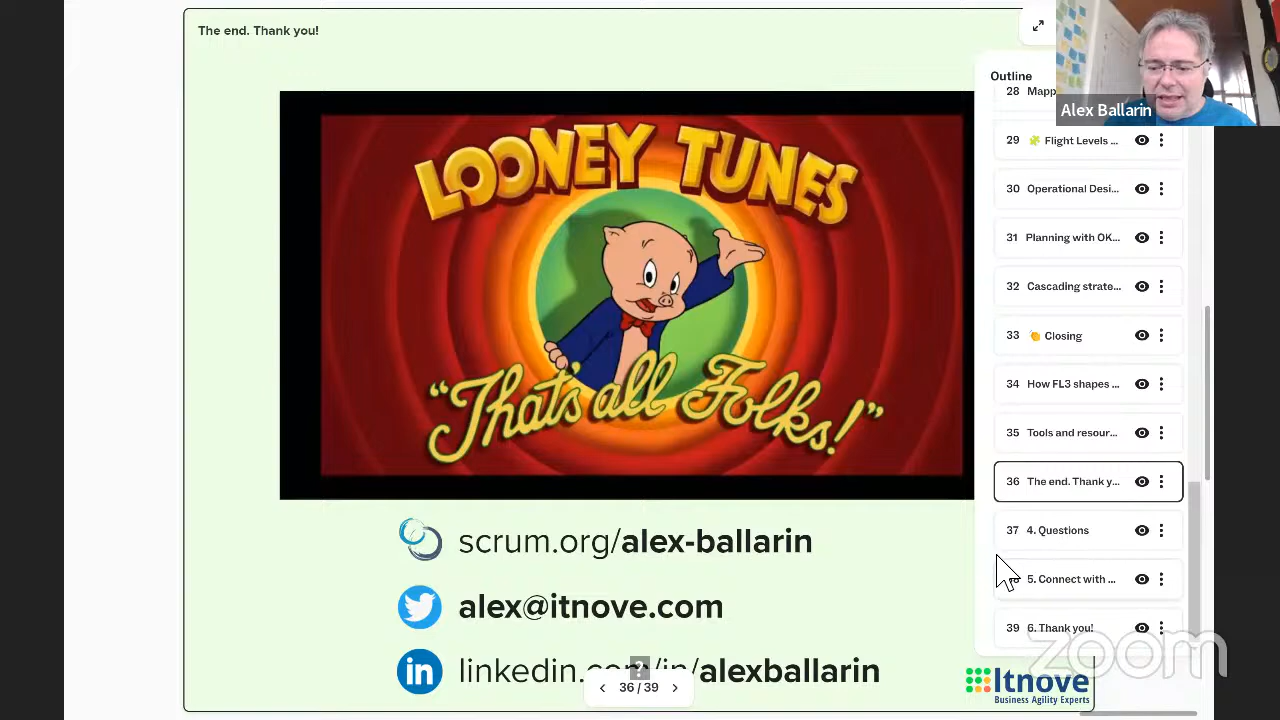 The end. Thank you!
LOONEY TUNES
"That's all Folks!"
scrum.org/alex-ballarin
alex@itnove.com
linkedin.com/in/alexballarin
?
36 / 39
Outline
28 Mapp
29 Flight Levels ...
30 Operational Desi...
31 Planning with OK...
32 Cascading strate...
33 Closing
34 How FL3 shapes ...
35 Tools and resour...
36 The end. Thank y...
37 4. Questions
5. Connect with ...
39 6. Thank you!
Alex Ballarin
zoom
Itnove
Business Agility Experts